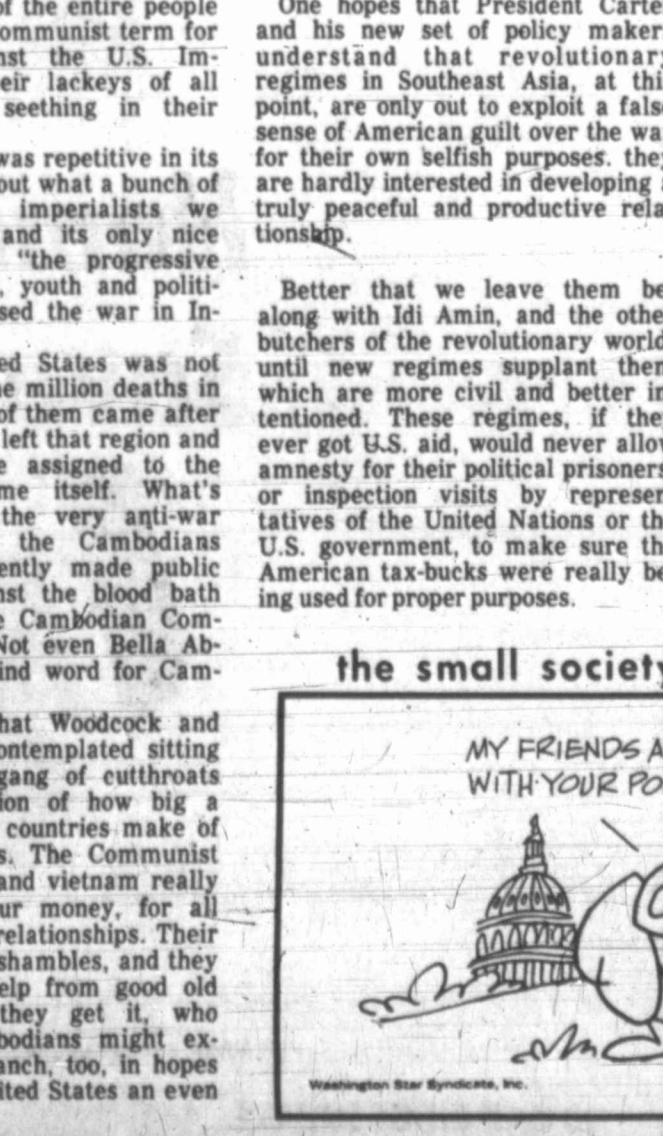 of the entire people
ommunist term for
nst the U.S. Im-
eir lackeys of all
seething in their
was repetitive in its
out what a bunch of
imperialists we
and its only nice
"the progressive
, youth and politi-
sed the war in In-
ed States was not
ne million deaths in
of them came after
left that region and
e assigned to the
me itself. What's
the very anti-war
the Cambodians
ently made public
nst the blood bath
e Cambodian Com-
Not even Bella Ab-
ind word for Cam-
hat Woodcock and
ontemplated sitting
gang of cutthroats
ion of how big a
countries make of
s. The Communist
and vietnam really
ur money, for all
relationships. Their
shambles, and they
elp from good old
they get it, who
bodians might ex-
anch, too, in hopes
ited States an even
One hopes that President Carte
and his new set of policy maker
understand that revolutionary
regimes in Southeast Asia, at thi
point, are only out to exploit a fals
sense of American guilt over the wa
for their own selfish purposes. they
are hardly interested in developing
truly peaceful and productive rela
tionship.
Better that we leave them be
along with Idi Amin, and the othe
butchers of the revolutionary world
until new regimes supplant them
which are more civil and better in
tentioned. These regimes, if the
ever got U.S. aid, would never allow
amnesty for their political prisoners
or inspection visits by represen
tatives of the United Nations or th
U.S. government, to make sure th
American tax-bucks were really be
ing used for proper purposes.
the small society
MY FRIENDS A
WITH YOUR PO
Washington Star Syndicate, Inc.